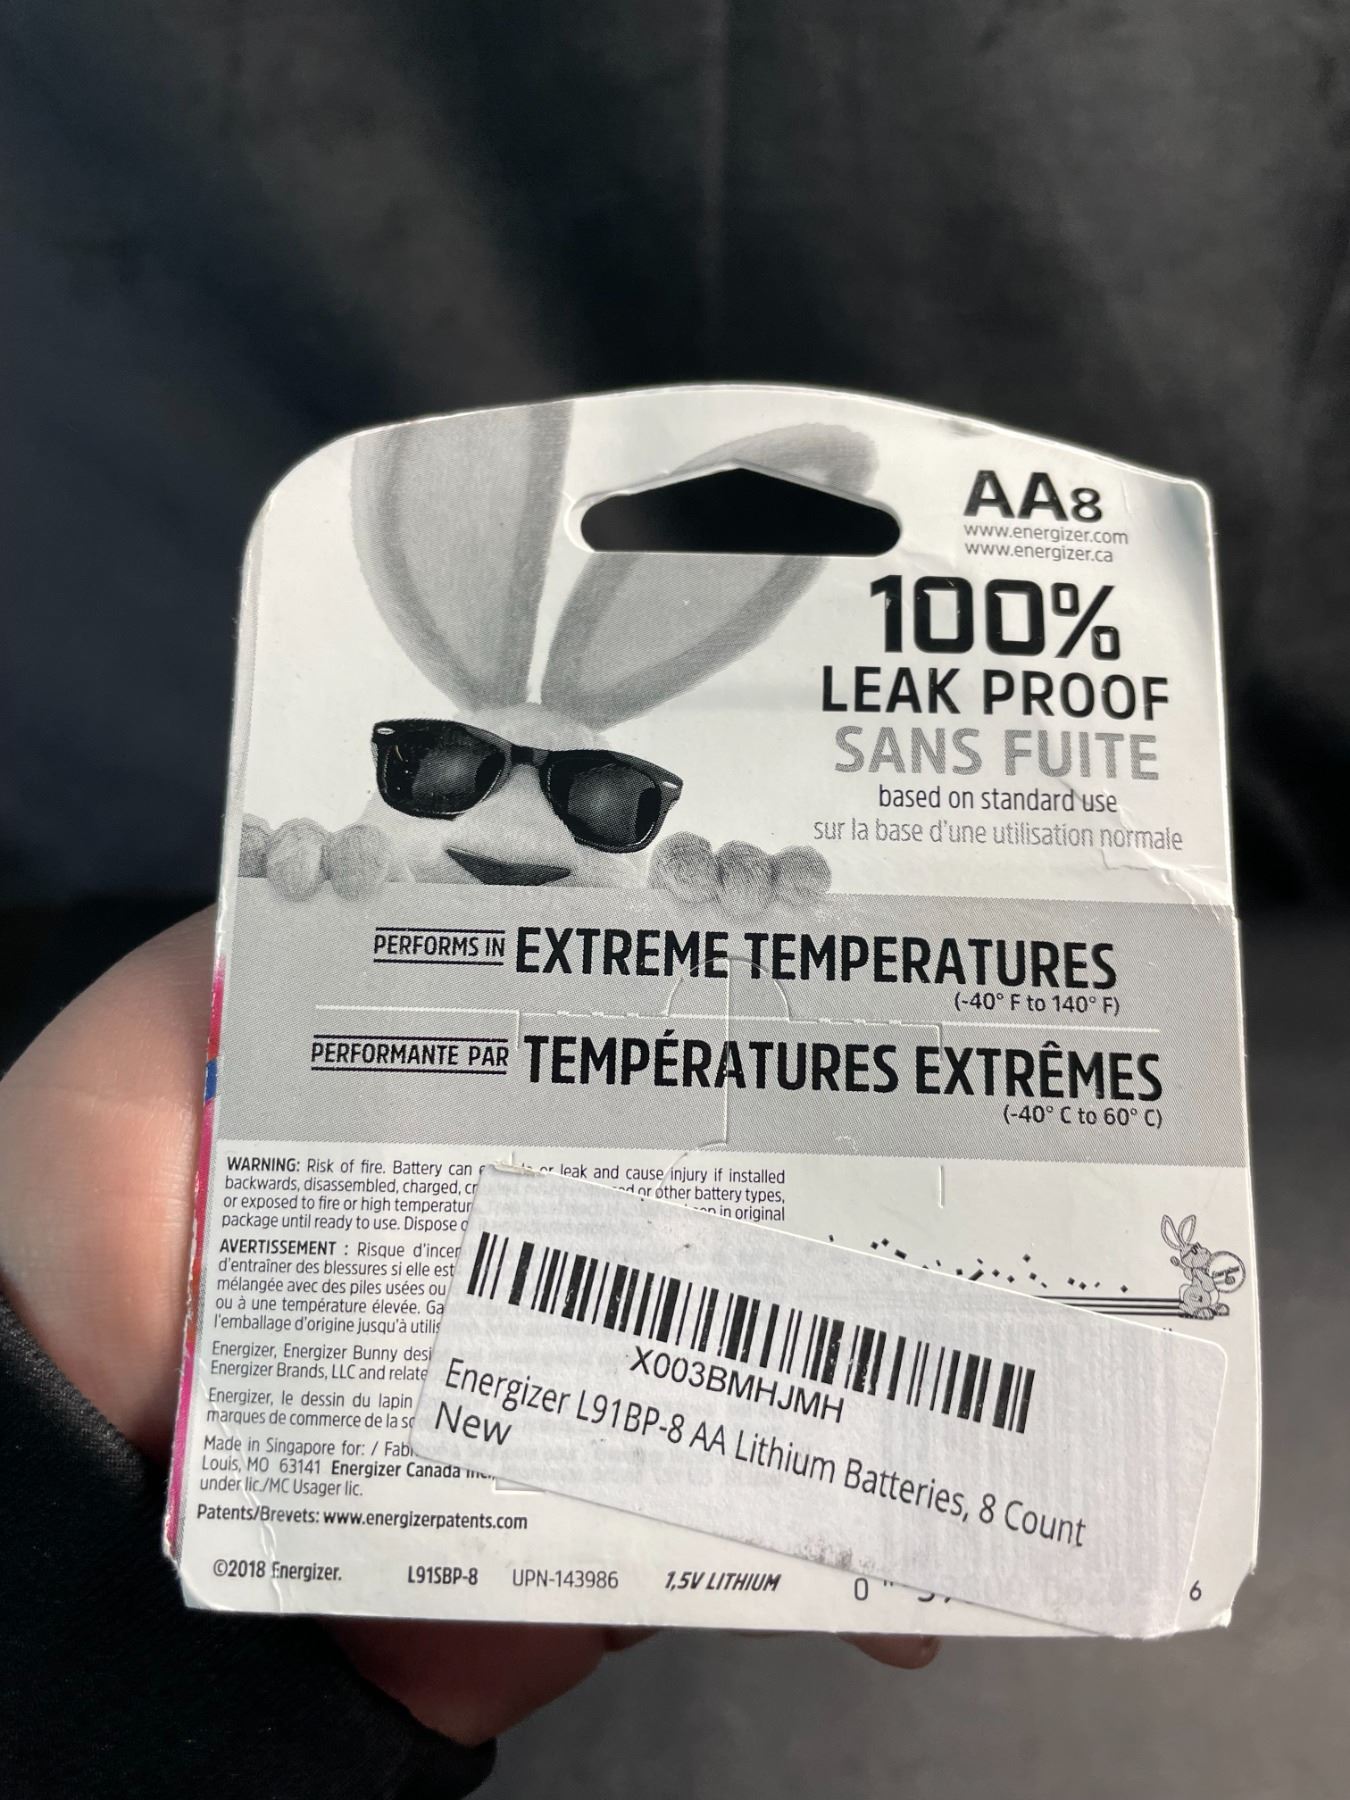 AA8
www.energizer.com
www.energizer.ca
100%
LEAK PROOF
SANS FUITE
based on standard use
sur la base d'une utilisation normale
PERFORMS IN EXTREME TEMPERATURES
(-40° F to 140° F)
PERFORMANTE PAR TEMPÉRATURES EXTRÊMES
(-40° C to 60° C)
WARNING: Risk of fire. Battery can or leak and cause injury if installed
backwards, disassembled, charged, or other battery types,
or exposed to fire or high in original
package until ready to use. Dispose
AVERTISSEMENT : Risque
d'entraîner des blessures si elle est
mélangée avec des piles usées ou
ou à une température élevée.
l'emballage d'origine jusqu'à
Energizer, Energizer Bunny
Energizer Brands, LLC and
Energizer, le dessin du lapin
marques de commerce de la
Made in Singapore for: /
Louis, MO 63141 Energizer Canada
under lic./MC Usager lic.
Patents/Brevets: www.energizerpatents.com
©2018 Energizer. L91SBP-8 UPN-143986 1,5V LITHIUM 0 6
X003BMHJMH
Energizer L91BP-8 AA Lithium Batteries, 8 Count
New